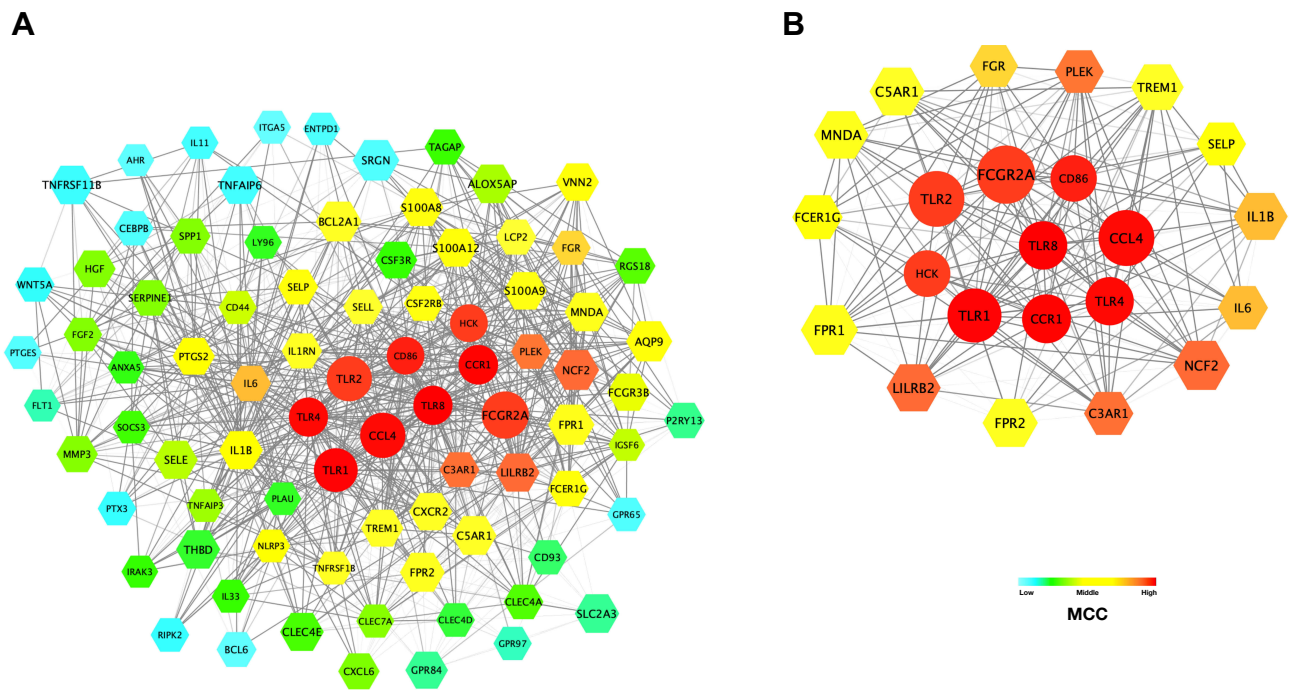 A
B
ITGA5
ENTPD1
IL11
AHR
SRGN
TAGAP
TNFRSF11B
TNFAIP6
ALOX5AP
VNN2
S100A8
BCL2A1
CEBPB
SPP1
LY96
S100A12
LCP2
FGR
CSF3R
RGS18
HGF
WNT5A
SERPINE1
SELP
S100A9
CD44
SELL
CSF2RB
MNDA
HCK
FGF2
AQP9
PTGES
PTGS2
IL1RN
CD86
CCR1
PLEK
NCF2
ANXA5
IL6
TLR2
FCGR3B
FLT1
TLR4
TLR8
FCGR2A
P2RY13
SOCS3
CCL4
FPR1
IGSF6
MMP3
SELE
IL1B
TLR1
C3AR1
LILRB2
FCER1G
TNFAIP3
PLAU
PTX3
CXCR2
GPR65
TREM1
C5AR1
THBD
NLRP3
TNFRSF1B
FPR2
CD93
IRAK3
IL33
CLEC4A
SLC2A3
RIPK2
CLEC4E
CLEC7A
CLEC4D
BCL6
GPR97
CXCL6
GPR84
FGR
PLEK
C5AR1
TREM1
MNDA
SELP
FCGR2A
CD86
TLR2
FCER1G
IL1B
TLR8
CCL4
HCK
TLR4
IL6
TLR1
CCR1
FPR1
NCF2
LILRB2
C3AR1
FPR2
Low Middle High
MCC